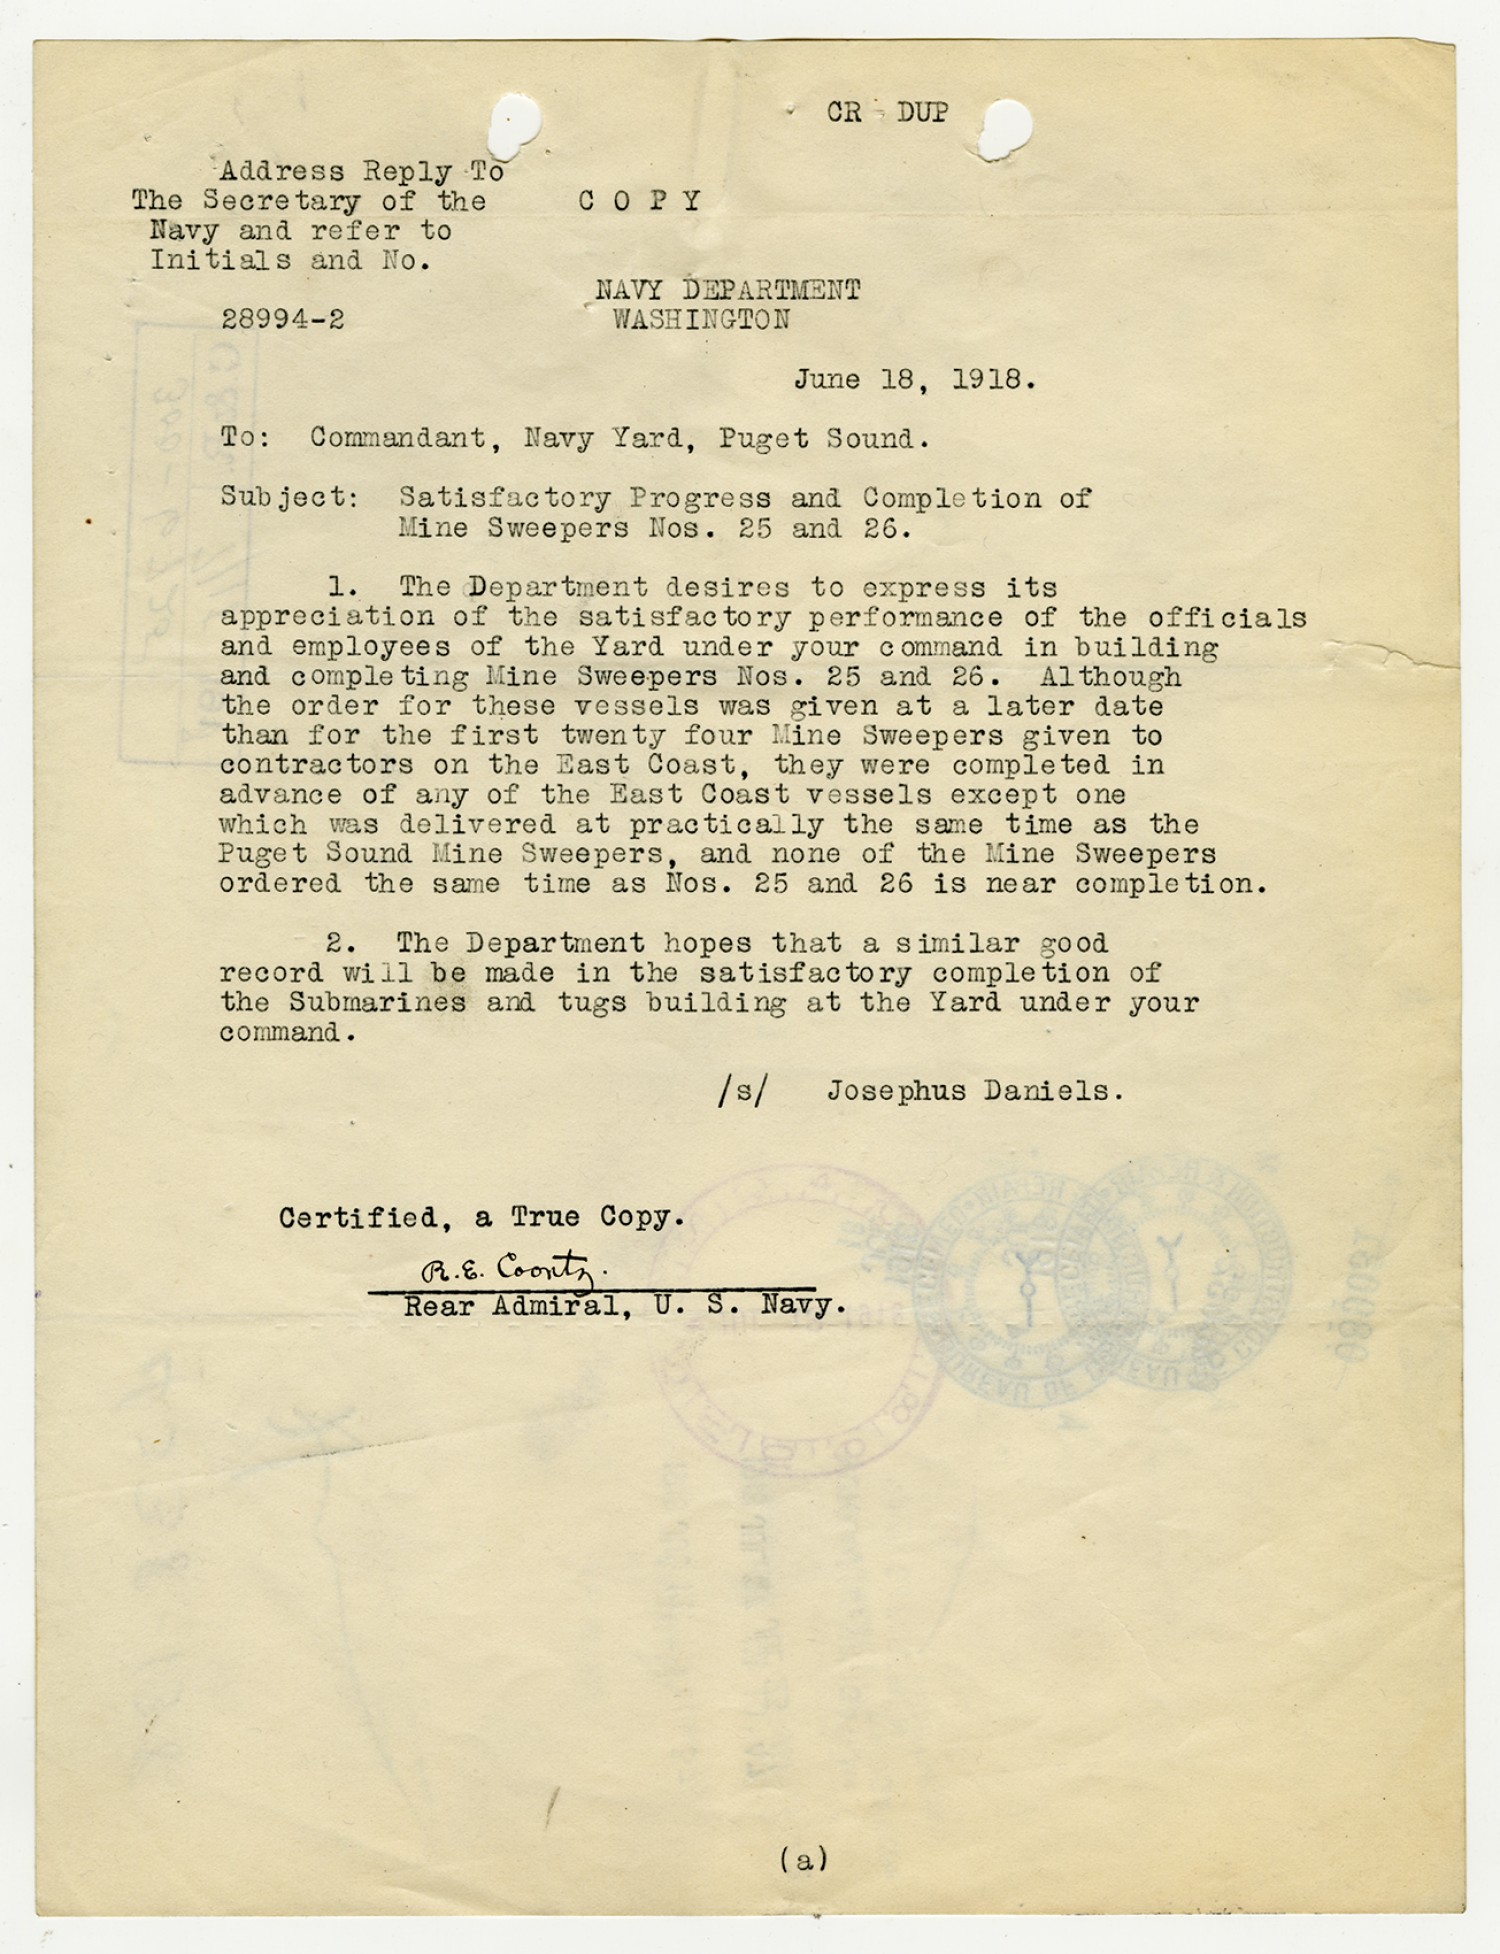 CR - DUP
Address Reply To
The Secretary of the
Navy and refer to
Initials and No.
C O P Y
NAVY DEPARTMENT
28994-2
WASHINGTON
June 18, 1918.
To: Commandant, Navy Yard, Puget Sound.
Subject: Satisfactory Progress and Completion of
Mine Sweepers Nos. 25 and 26.
1. The Department desires to express its
appreciation of the satisfactory performance of the officials
and employees of the Yard under your command in building
and completing Mine Sweepers Nos. 25 and 26. Although
the order for these vessels was given at a later date
than for the first twenty four Mine Sweepers given to
contractors on the East Coast, they were completed in
advance of any of the East Coast vessels except one
which was delivered at practically the same time as the
Puget Sound Mine Sweepers, and none of the Mine Sweepers
ordered the same time as Nos. 25 and 26 is near completion.
2. The Department hopes that a similar good
record will be made in the satisfactory completion of
the Submarines and tugs building at the Yard under your
command.
/s/ Josephus Daniels.
Certified, a True Copy.
R.E. Coontz.
Rear Admiral, U. S. Navy.
(a)